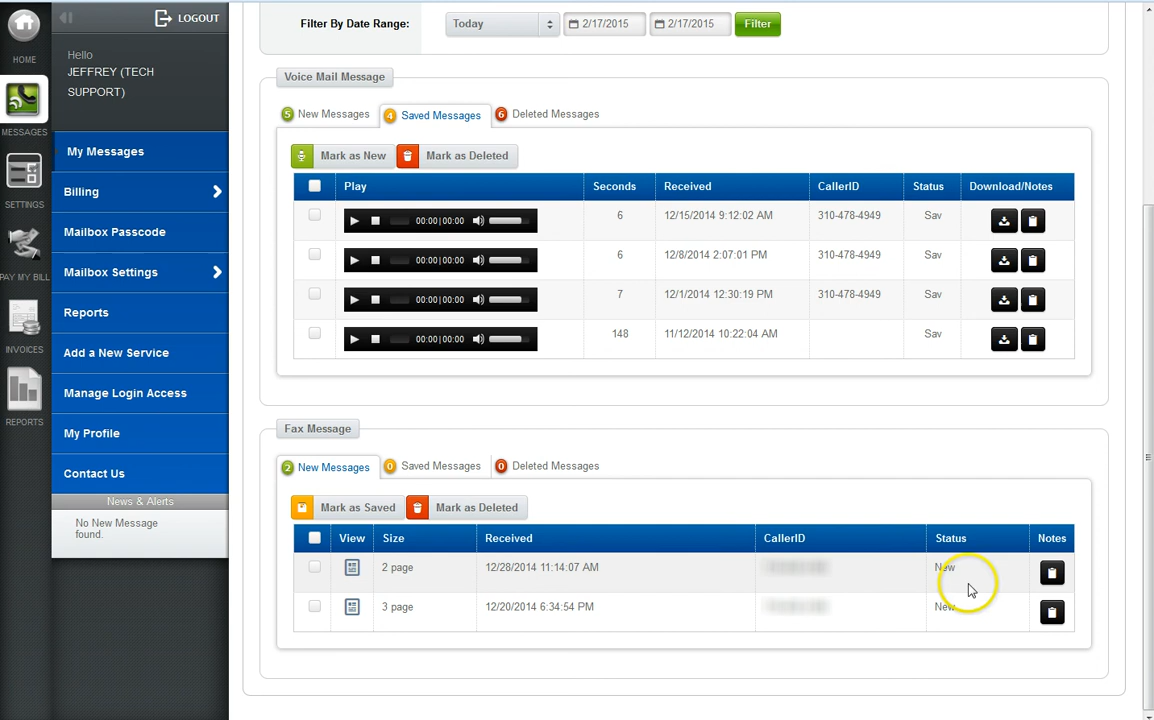 LOGOUT
HOME
Hello
JEFFREY (TECH
SUPPORT)
MESSAGES
My Messages
Billing
SETTINGS
Mailbox Passcode
PAY MY BILL
Mailbox Settings
Reports
INVOICES
Add a New Service
Manage Login Access
REPORTS
My Profile
Contact Us
News & Alerts
No New Message
found.
Filter By Date Range: Today 2/17/2015 2/17/2015 Filter
Voice Mail Message
5 New Messages 4 Saved Messages 6 Deleted Messages
Mark as New Mark as Deleted
Play Seconds Received CallerID Status Download/Notes
00:00|00:00 6 12/15/2014 9:12:02 AM 310-478-4949 Sav
00:00|00:00 6 12/8/2014 2:07:01 PM 310-478-4949 Sav
00:00|00:00 7 12/1/2014 12:30:19 PM 310-478-4949 Sav
00:00|00:00 148 11/12/2014 10:22:04 AM Sav
Fax Message
2 New Messages 0 Saved Messages 0 Deleted Messages
Mark as Saved Mark as Deleted
View Size Received CallerID Status Notes
2 page 12/28/2014 11:14:07 AM New
3 page 12/20/2014 6:34:54 PM New